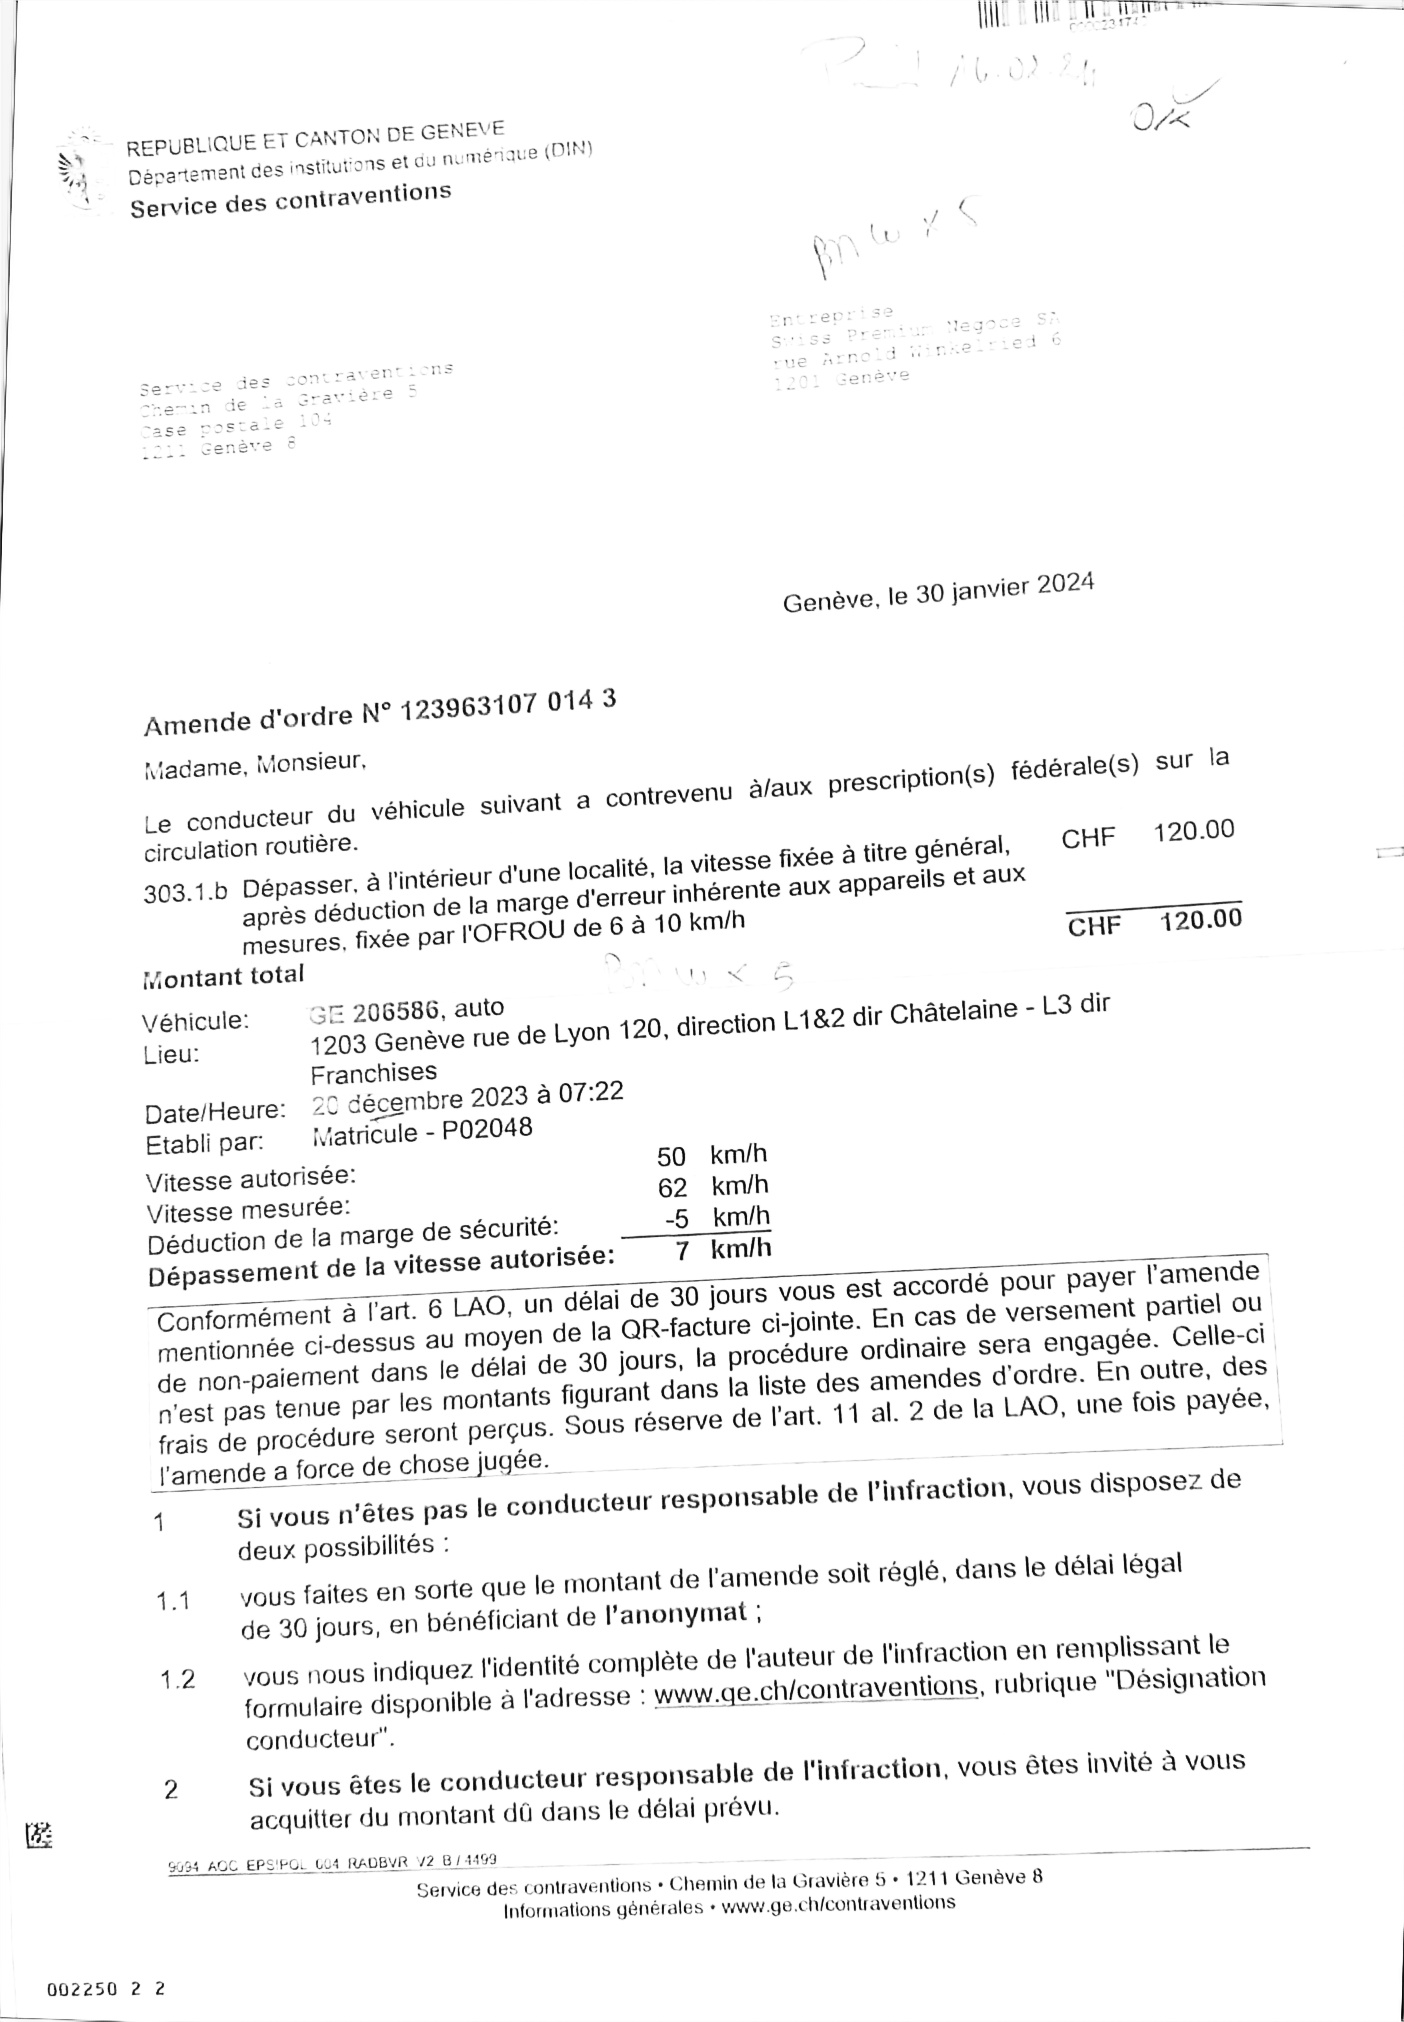 REPUBLIQUE ET CANTON DE GENEVE
Département des institutions et du numérique (DIN)
Service des contraventions
16.02.24
OK
BMW X 5
Entreprise
Suiss Premium Negoce SA
rue Arnold Winkelried 6
1201 Genève
Service des contraventions
Chemin de la Gravière 5
Case postale 104
1211 Genève 8
Genève, le 30 janvier 2024
Amende d'ordre N° 123963107 014 3
Madame, Monsieur,
Le conducteur du véhicule suivant a contrevenu à/aux prescription(s) fédérale(s) sur la
circulation routière.
303.1.b Dépasser, à l'intérieur d'une localité, la vitesse fixée à titre général, CHF 120.00
après déduction de la marge d'erreur inhérente aux appareils et aux
mesures, fixée par l'OFROU de 6 à 10 km/h
Montant total CHF 120.00
BMW X 5
Véhicule: GE 206586, auto
Lieu: 1203 Genève rue de Lyon 120, direction L1&2 dir Châtelaine - L3 dir
Franchises
Date/Heure: 20 décembre 2023 à 07:22
Etabli par: Matricule - P02048
Vitesse autorisée: 50 km/h
Vitesse mesurée: 62 km/h
Déduction de la marge de sécurité: -5 km/h
Dépassement de la vitesse autorisée: 7 km/h
Conformément à l'art. 6 LAO, un délai de 30 jours vous est accordé pour payer l'amende
mentionnée ci-dessus au moyen de la QR-facture ci-jointe. En cas de versement partiel ou
de non-paiement dans le délai de 30 jours, la procédure ordinaire sera engagée. Celle-ci
n'est pas tenue par les montants figurant dans la liste des amendes d'ordre. En outre, des
frais de procédure seront perçus. Sous réserve de l'art. 11 al. 2 de la LAO, une fois payée,
l'amende a force de chose jugée.
1 Si vous n'êtes pas le conducteur responsable de l'infraction, vous disposez de
deux possibilités :
1.1 vous faites en sorte que le montant de l'amende soit réglé, dans le délai légal
de 30 jours, en bénéficiant de l'anonymat ;
1.2 vous nous indiquez l'identité complète de l'auteur de l'infraction en remplissant le
formulaire disponible à l'adresse : www.ge.ch/contraventions, rubrique "Désignation
conducteur".
2 Si vous êtes le conducteur responsable de l'infraction, vous êtes invité à vous
acquitter du montant dû dans le délai prévu.
9094 AOC EPSIPOL 004 RADBVR V2 B / 4499
Service des contraventions • Chemin de la Gravière 5 • 1211 Genève 8
Informations générales • www.ge.ch/contraventions
002250 2 2